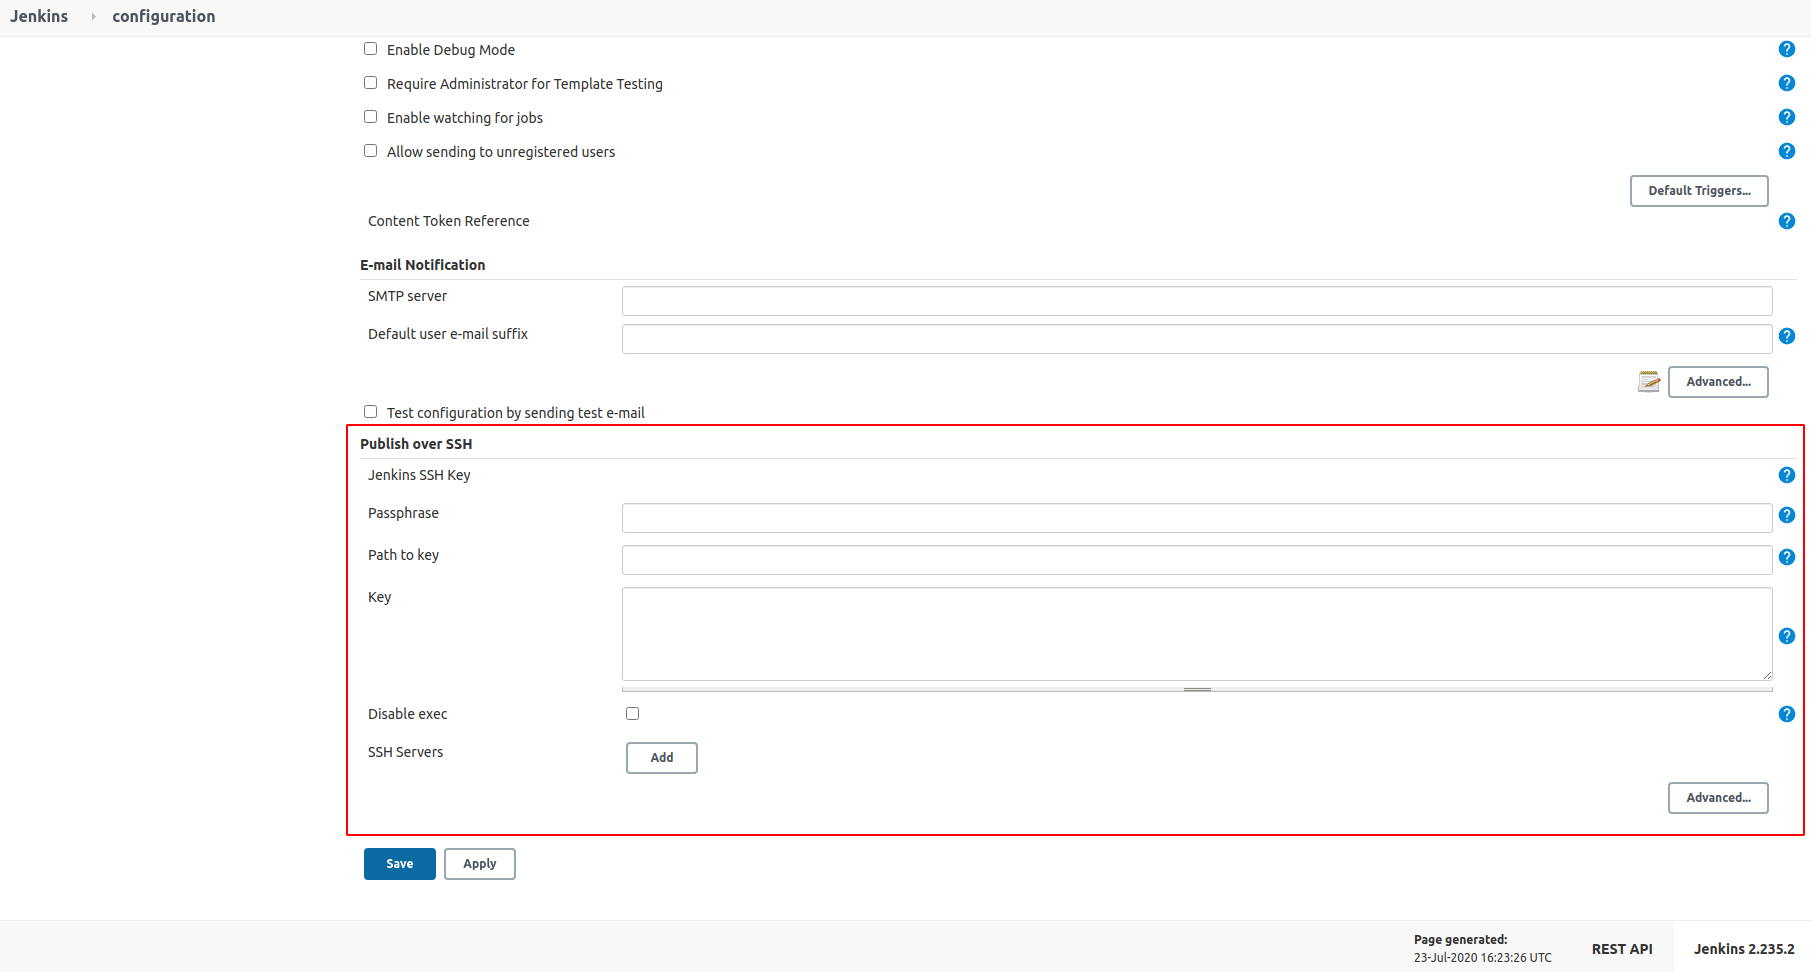 Jenkins configuration
Enable Debug Mode
Require Administrator for Template Testing
Enable watching for jobs
Allow sending to unregistered users
Default Triggers...
Content Token Reference
E-mail Notification
SMTP server
Default user e-mail suffix
Advanced...
Test configuration by sending test e-mail
Publish over SSH
Jenkins SSH Key
Passphrase
Path to key
Key
Disable exec
SSH Servers Add
Advanced...
Save Apply
Page generated:
23-Jul-2020 16:23:26 UTC
REST API
Jenkins 2.235.2